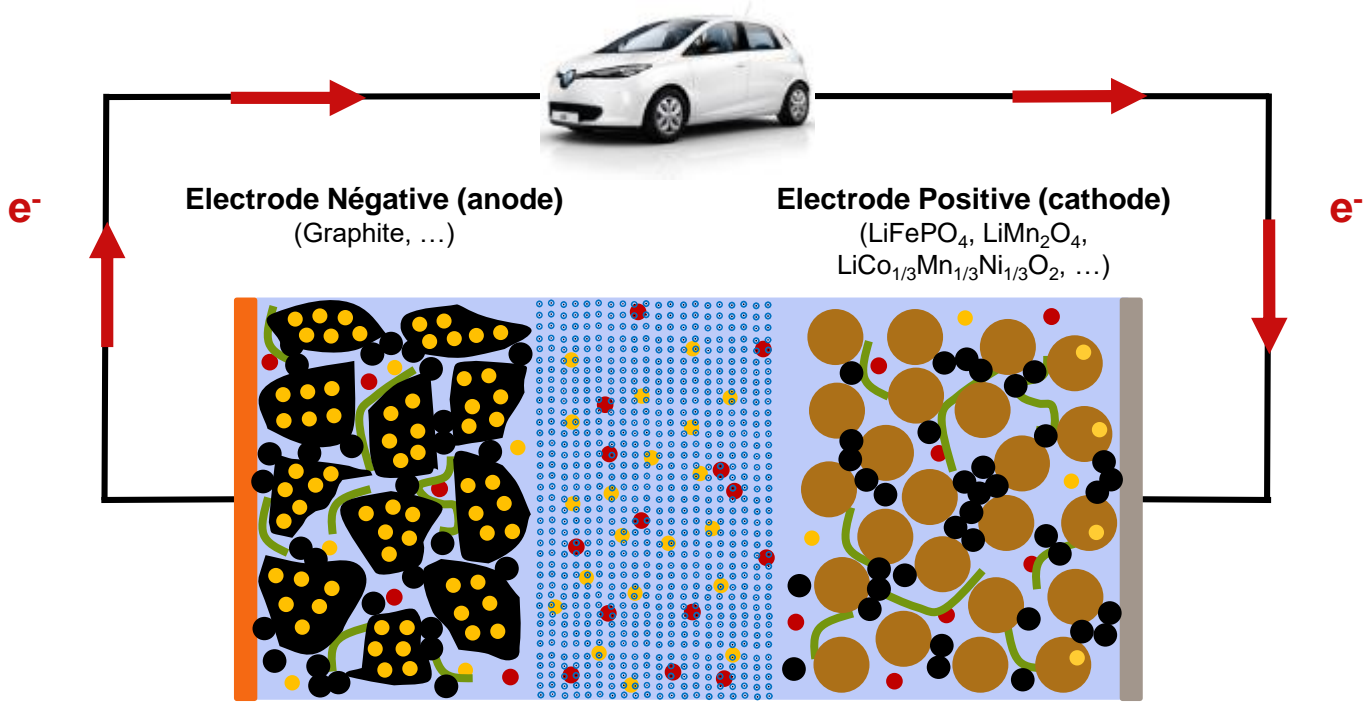 Electrode Négative (anode)
(Graphite, …)
Electrode Positive (cathode)
(LiFePO₄, LiMn₂O₄,
LiCo₁/₃Mn₁/₃Ni₁/₃O₂, …)
e⁻
e⁻